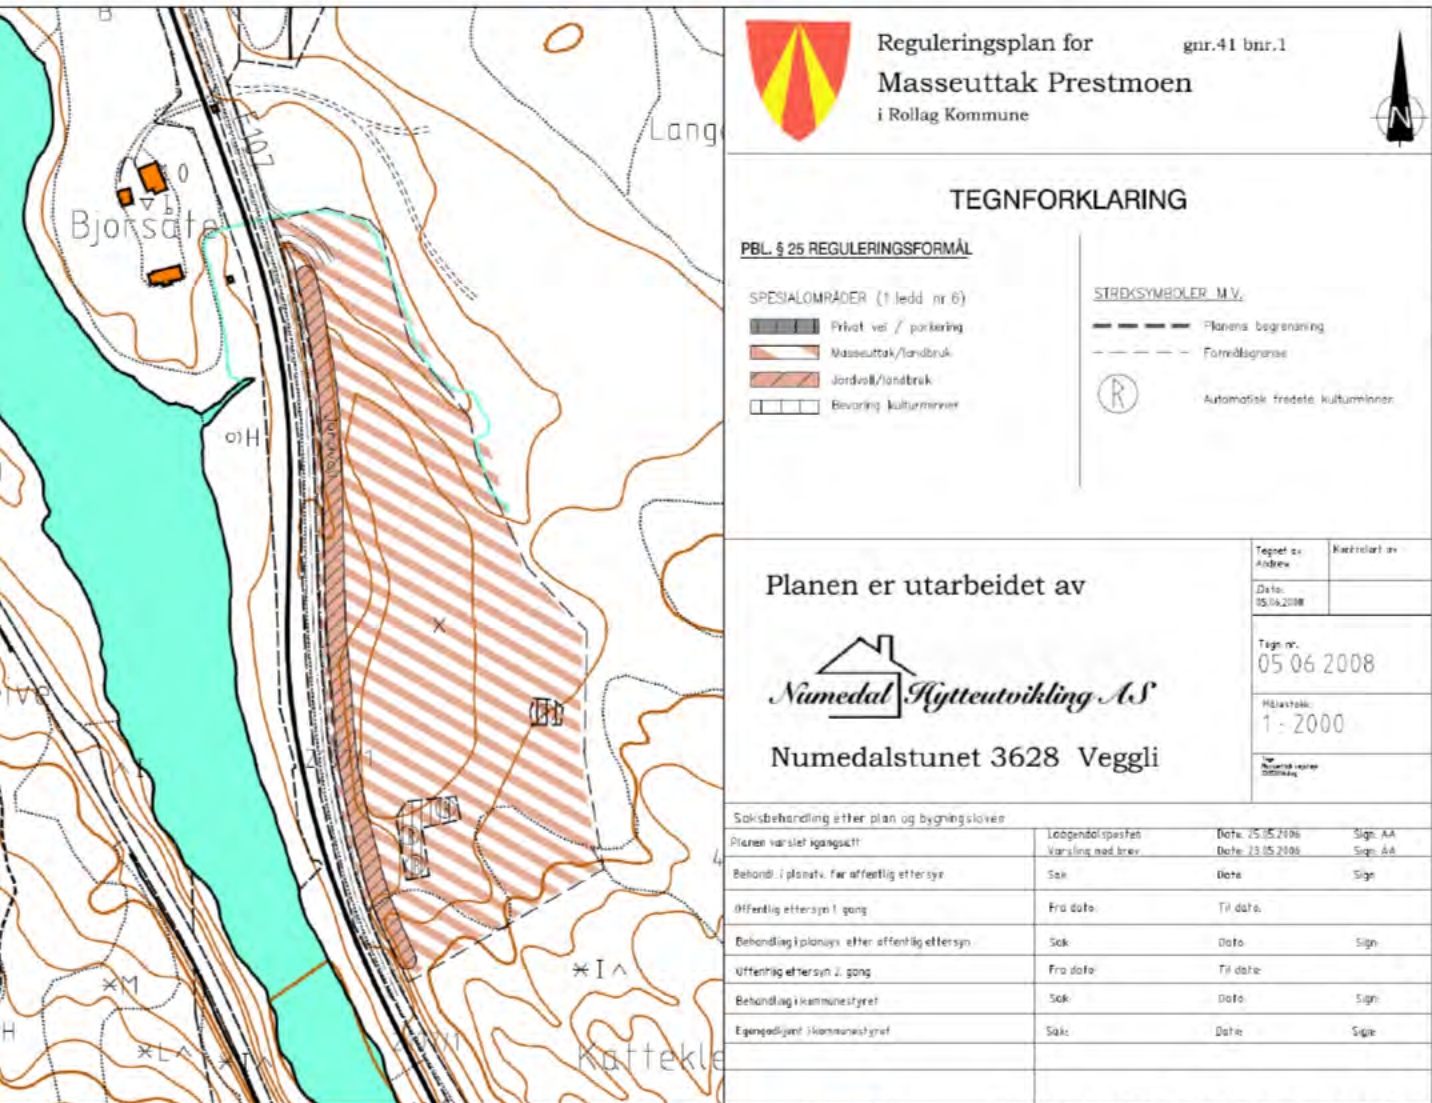 B
Lang
F107
Bjørsåte
H
M
L
I
Kattekle
Reguleringsplan for gnr.41 bnr.1
Masseuttak Prestmoen
i Rollag Kommune
N
TEGNFORKLARING
PBL. § 25 REGULERINGSFORMÅL
SPESIALOMRÅDER (1.ledd nr.6)
Privat vei / parkering
Masseuttak/landbruk
Jordvoll/landbruk
Bevaring kulturminner
STREKSYMBOLER M.V.
Planens begrensning
Formålsgrense
R
Automatisk fredete kulturminner
Planen er utarbeidet av
Numedal Hytteutvikling AS
Numedalstunet 3628 Veggli
Tegnet av Kontrollert av
Andrew
Dato:
05.06.2008
Tegn nr.
05 06 2008
Målestokk:
1 - 2000
Saksbehandling etter plan og bygningsloven
Planen varslet igangsatt Laagendalsposten Dato: 25.05.2006 Sign: AA
Varsling med brev Dato: 23.05.2006 Sign: AA
Behandl. i planutv. før offentlig ettersyn Sak Dato Sign
Offentlig ettersyn 1. gang Fra dato: Til dato:
Behandling i planutv. etter offentlig ettersyn Sak Dato Sign
Offentlig ettersyn 2. gang Fra dato Til dato
Behandling i kommunestyret Sak Dato Sign:
Egengodkjent i kommunestyret Sak: Dato: Sign: